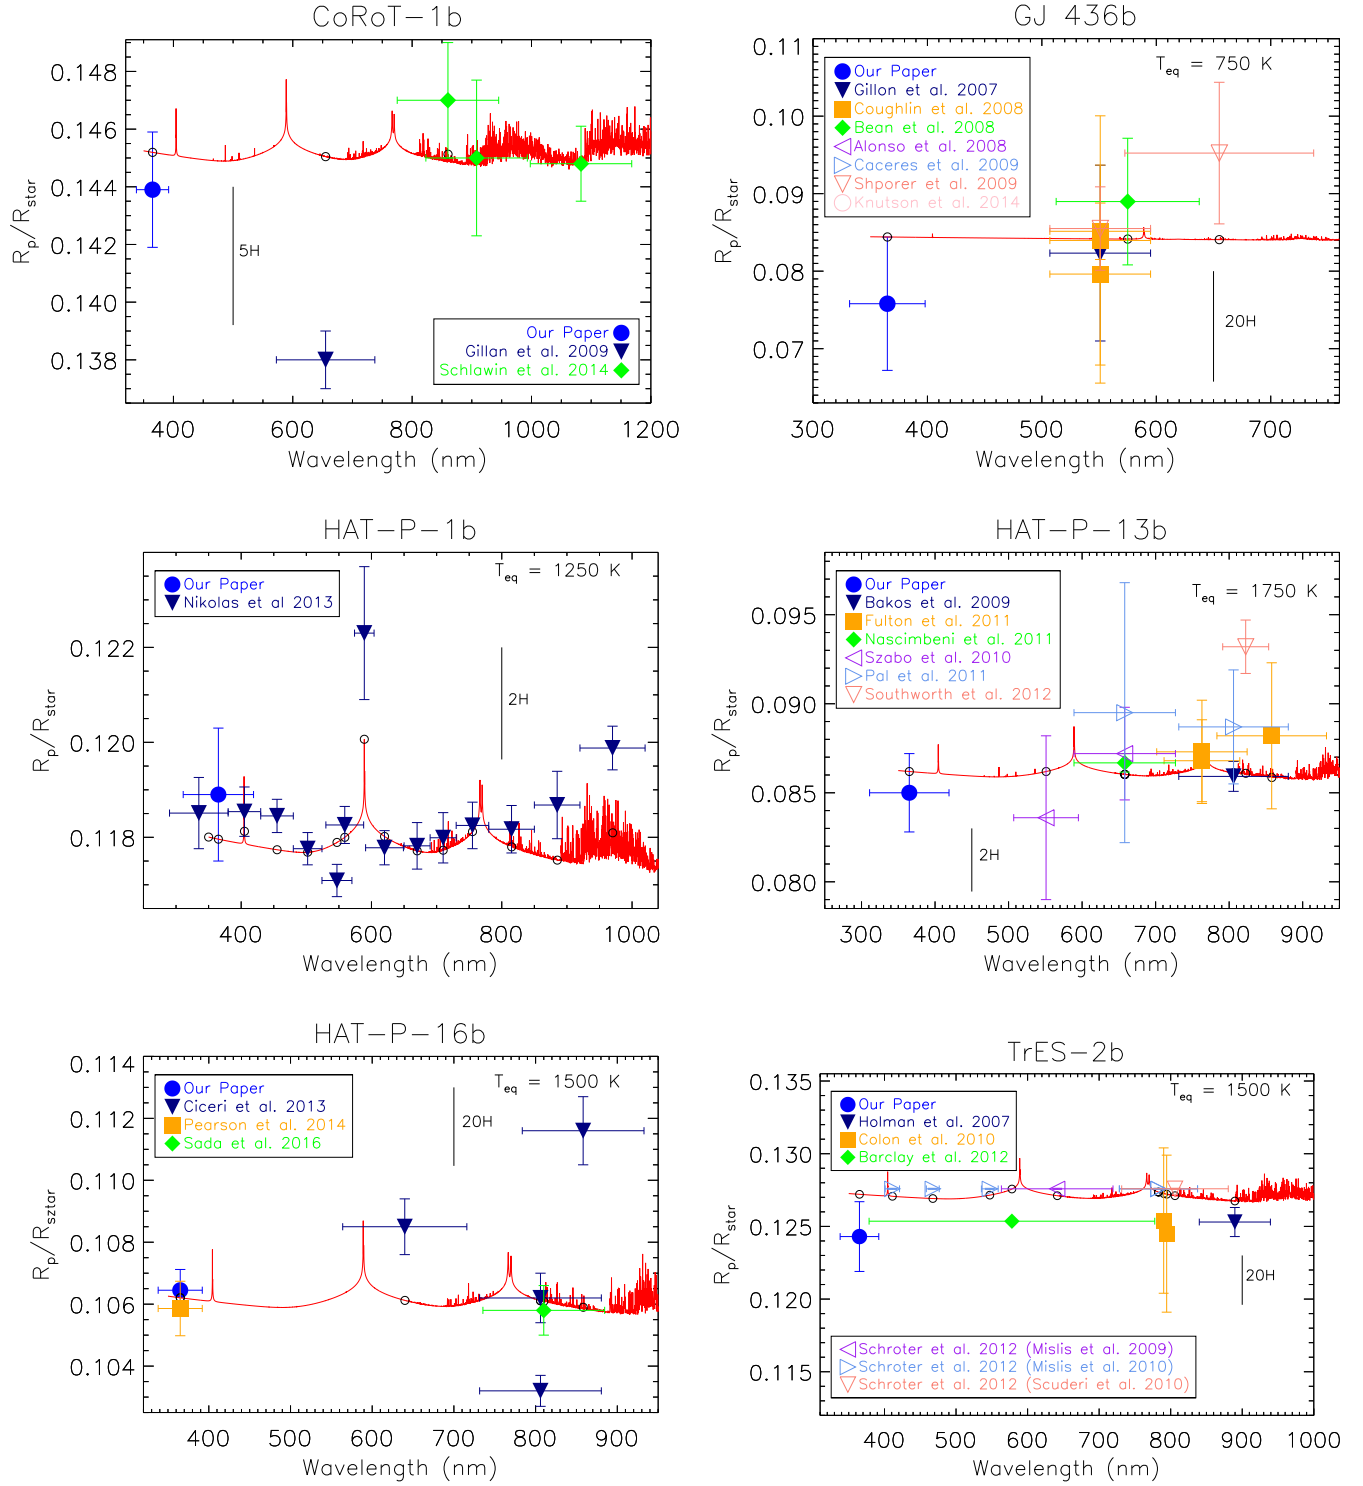 CoRoT-1b
0.148
0.146
0.144
0.142
0.140
0.138
Rp/Rstar
5H
Our Paper
Gillan et al. 2009
Schlawin et al. 2014
400 600 800 1000 1200
Wavelength (nm)
GJ 436b
0.11
0.10
0.09
0.08
0.07
Rp/Rstar
Teq = 750 K
Our Paper
Gillon et al. 2007
Coughlin et al. 2008
Bean et al. 2008
Alonso et al. 2008
Caceres et al. 2009
Shporer et al. 2009
Knutson et al. 2014
20H
300 400 500 600 700
Wavelength (nm)
HAT-P-1b
0.122
0.120
0.118
Rp/Rstar
Teq = 1250 K
Our Paper
Nikolas et al 2013
2H
400 600 800 1000
Wavelength (nm)
HAT-P-13b
0.095
0.090
0.085
0.080
Rp/Rstar
Teq = 1750 K
Our Paper
Bakos et al. 2009
Fulton et al. 2011
Nascimbeni et al. 2011
Szabo et al. 2010
Pal et al. 2011
Southworth et al. 2012
2H
300 400 500 600 700 800 900
Wavelength (nm)
HAT-P-16b
0.114
0.112
0.110
0.108
0.106
0.104
Rp/Rsztar
Teq = 1500 K
Our Paper
Ciceri et al. 2013
Pearson et al. 2014
Sada et al. 2016
20H
400 500 600 700 800 900
Wavelength (nm)
TrES-2b
0.135
0.130
0.125
0.120
0.115
Rp/Rstar
Teq = 1500 K
Our Paper
Holman et al. 2007
Colon et al. 2010
Barclay et al. 2012
20H
Schroter et al. 2012 (Mislis et al. 2009)
Schroter et al. 2012 (Mislis et al. 2010)
Schroter et al. 2012 (Scuderi et al. 2010)
400 500 600 700 800 900 1000
Wavelength (nm)